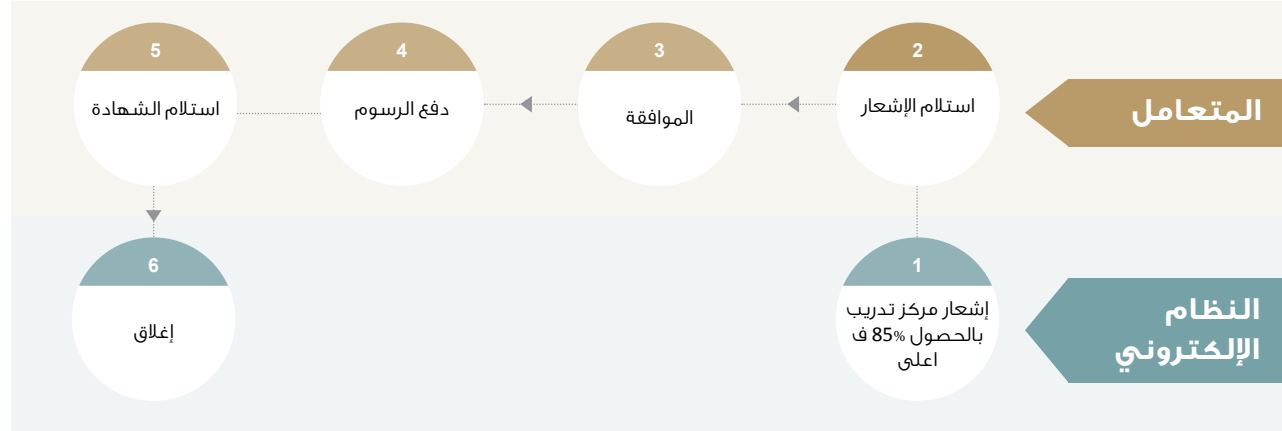 المتعامل
2
استلام الإشعار
3
الموافقة
4
دفع الرسوم
5
استلام الشهادة
النظام
الإلكتروني
1
إشعار مركز تدريب
بالحصول 85% ف
اعلى
6
إغلاق